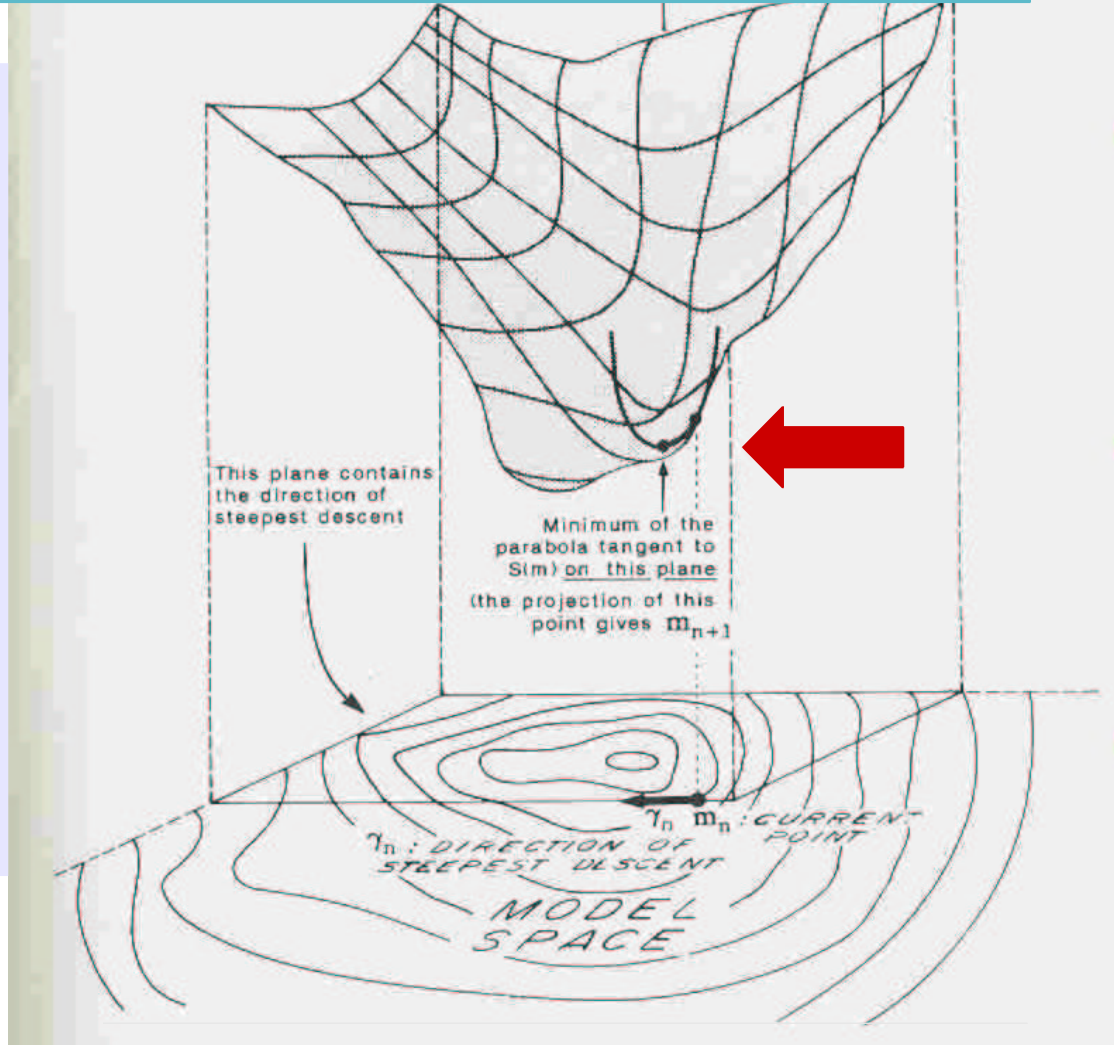 This plane contains
the direction of
steepest descent
Minimum of the
parabola tangent to
S(m) on this plane
(the projection of this
point gives m_{n+1}
γ_n m_n : CURRENT
POINT
γ_n : DIRECTION OF
STEEPEST DESCENT
MODEL
SPACE